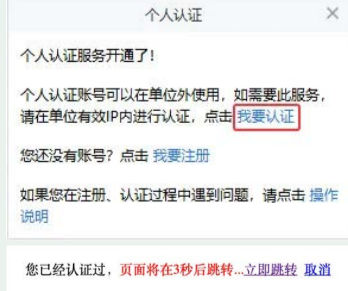 个人认证
个人认证服务开通了！
个人认证账号可以在单位外使用，如需要此服务，
请在单位有效IP内进行认证，点击 我要认证
您还没有账号？点击 我要注册
如果您在注册、认证过程中遇到问题，请点击 操作
说明
您已经认证过，页面将在3秒后跳转...立即跳转 取消